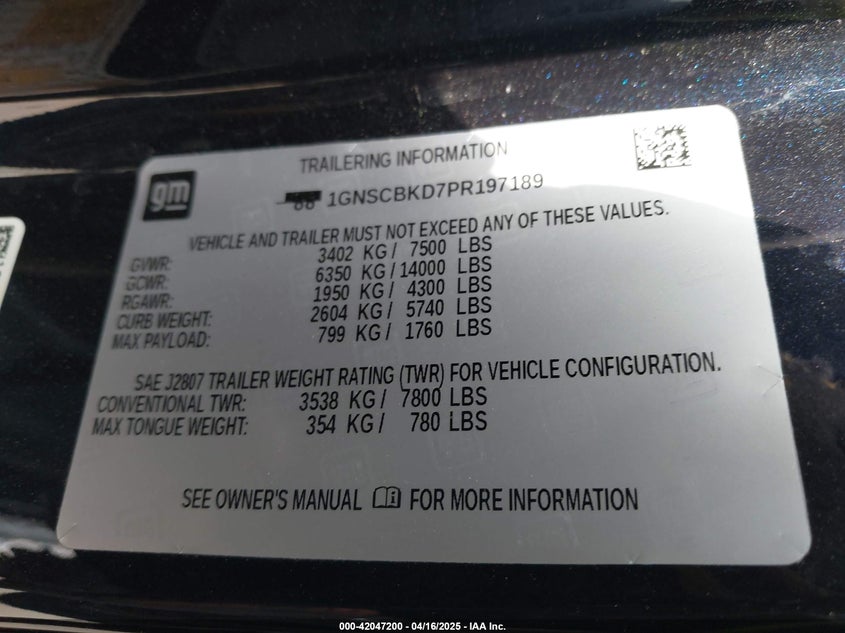 TRAILERING INFORMATION
gm
1GNSCBKD7PR197189
VEHICLE AND TRAILER MUST NOT EXCEED ANY OF THESE VALUES.
GVWR: 3402 KG / 7500 LBS
GCWR: 6350 KG / 14000 LBS
RGAWR: 1950 KG / 4300 LBS
CURB WEIGHT: 2604 KG / 5740 LBS
MAX PAYLOAD: 799 KG / 1760 LBS
SAE J2807 TRAILER WEIGHT RATING (TWR) FOR VEHICLE CONFIGURATION.
CONVENTIONAL TWR: 3538 KG / 7800 LBS
MAX TONGUE WEIGHT: 354 KG / 780 LBS
SEE OWNER'S MANUAL FOR MORE INFORMATION
000-42047200 - 04/16/2025 - IAA Inc.